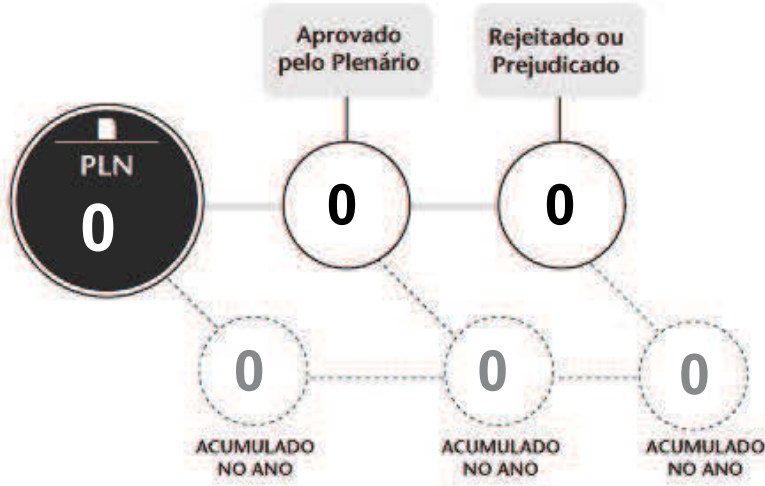 Aprovado
pelo Plenário
Rejeitado ou
Prejudicado
PLN
0
0
0
0
0
0
ACUMULADO
NO ANO
ACUMULADO
NO ANO
ACUMULADO
NO ANO